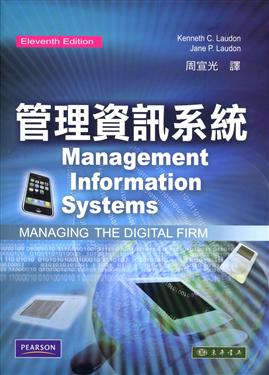 Eleventh Edition
Kenneth C. Laudon
Jane P. Laudon
周宣光 譯
管理資訊系統
Management
Information
Systems
MANAGING THE DIGITAL FIRM
PEARSON
東華書局